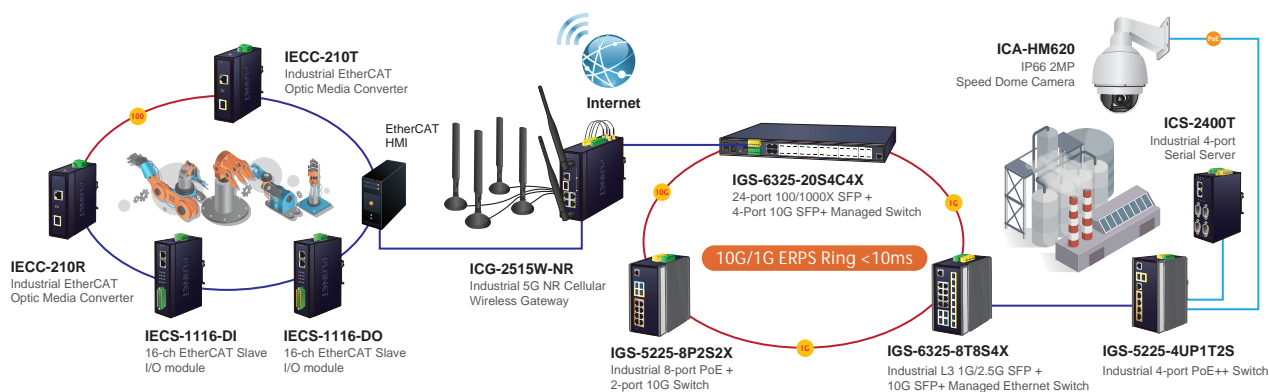 IECC-210T
Industrial EtherCAT
Optic Media Converter
100
EtherCAT
HMI
IECC-210R
Industrial EtherCAT
Optic Media Converter
IECS-1116-DI
16-ch EtherCAT Slave
I/O module
IECS-1116-DO
16-ch EtherCAT Slave
I/O module
Internet
ICG-2515W-NR
Industrial 5G NR Cellular
Wireless Gateway
IGS-6325-20S4C4X
24-port 100/1000X SFP +
4-Port 10G SFP+ Managed Switch
10G
1G
10G/1G ERPS Ring <10ms
1G
IGS-5225-8P2S2X
Industrial 8-port PoE +
2-port 10G Switch
IGS-6325-8T8S4X
Industrial L3 1G/2.5G SFP +
10G SFP+ Managed Ethernet Switch
ICA-HM620
IP66 2MP
Speed Dome Camera
PoE
ICS-2400T
Industrial 4-port
Serial Server
IGS-5225-4UP1T2S
Industrial 4-port PoE++ Switch
PLANET
PLANET
PLANET
PLANET
PLANET